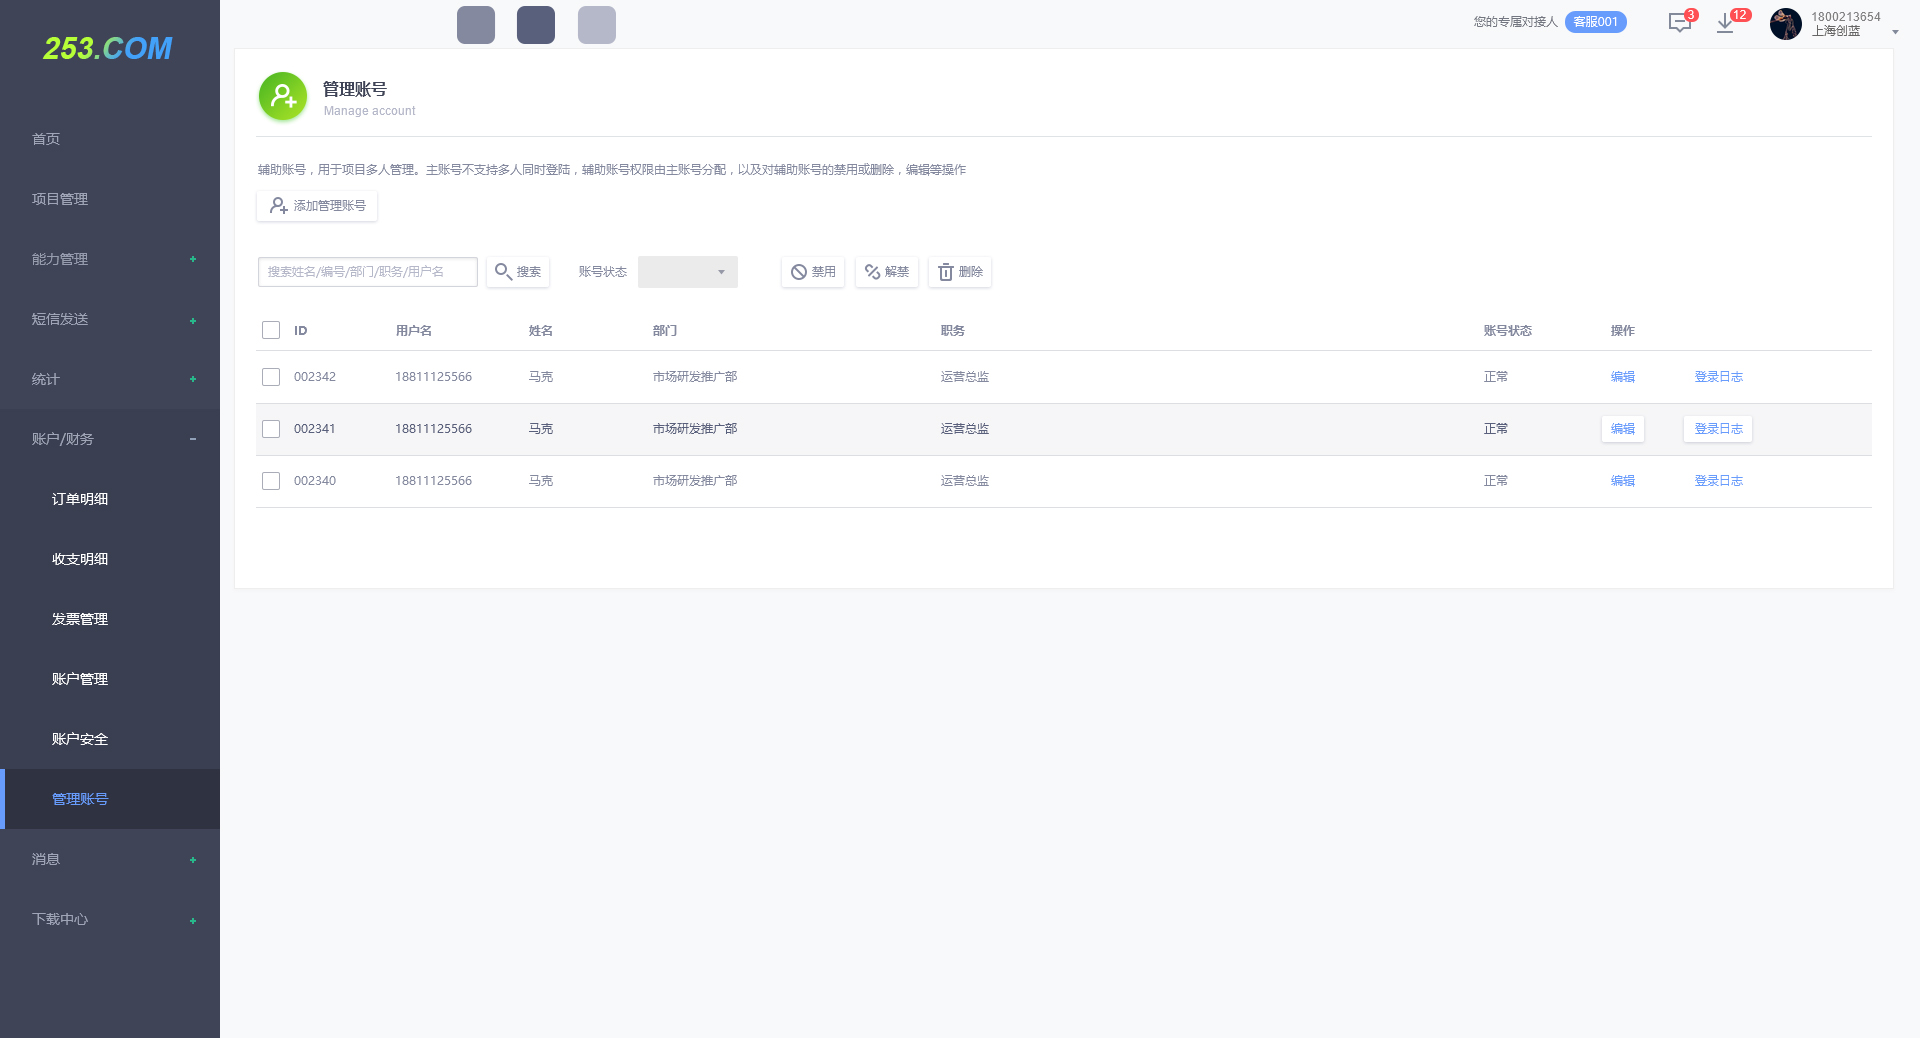 253.COM
首页
项目管理
能力管理 +
短信发送 +
统计 +
账户/财务 -
订单明细
收支明细
发票管理
账户管理
账户安全
管理账号
消息 +
下载中心 +
您的专属对接人 客服001 3 12 1800213654
上海创蓝
管理账号
Manage account
辅助账号，用于项目多人管理。主账号不支持多人同时登陆，辅助账号权限由主账号分配，以及对辅助账号的禁用或删除，编辑等操作
添加管理账号
搜索姓名/编号/部门/职务/用户名 搜索 账号状态 禁用 解禁 删除
ID 用户名 姓名 部门 职务 账号状态 操作
002342 18811125566 马克 市场研发推广部 运营总监 正常 编辑 登录日志
002341 18811125566 马克 市场研发推广部 运营总监 正常 编辑 登录日志
002340 18811125566 马克 市场研发推广部 运营总监 正常 编辑 登录日志